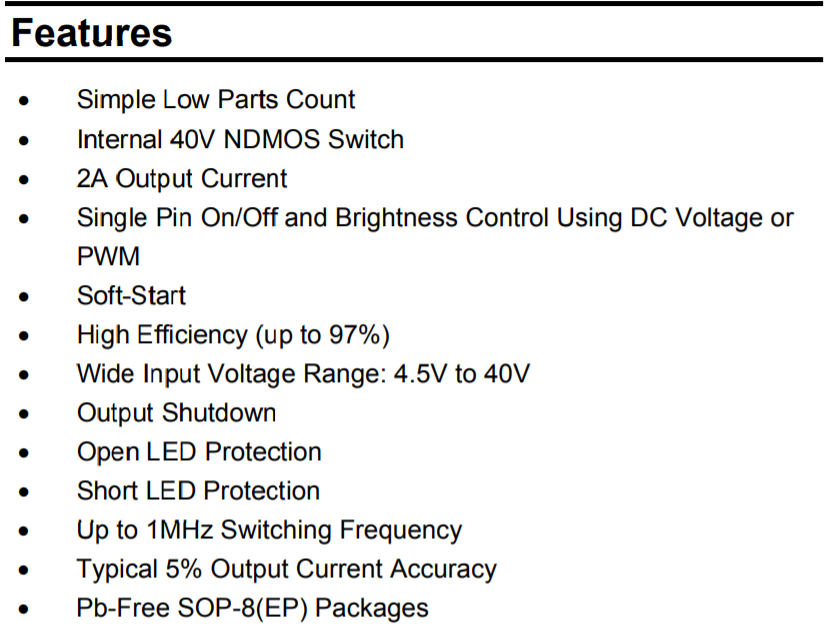 Features
• Simple Low Parts Count
• Internal 40V NDMOS Switch
• 2A Output Current
• Single Pin On/Off and Brightness Control Using DC Voltage or
PWM
• Soft-Start
• High Efficiency (up to 97%)
• Wide Input Voltage Range: 4.5V to 40V
• Output Shutdown
• Open LED Protection
• Short LED Protection
• Up to 1MHz Switching Frequency
• Typical 5% Output Current Accuracy
• Pb-Free SOP-8(EP) Packages